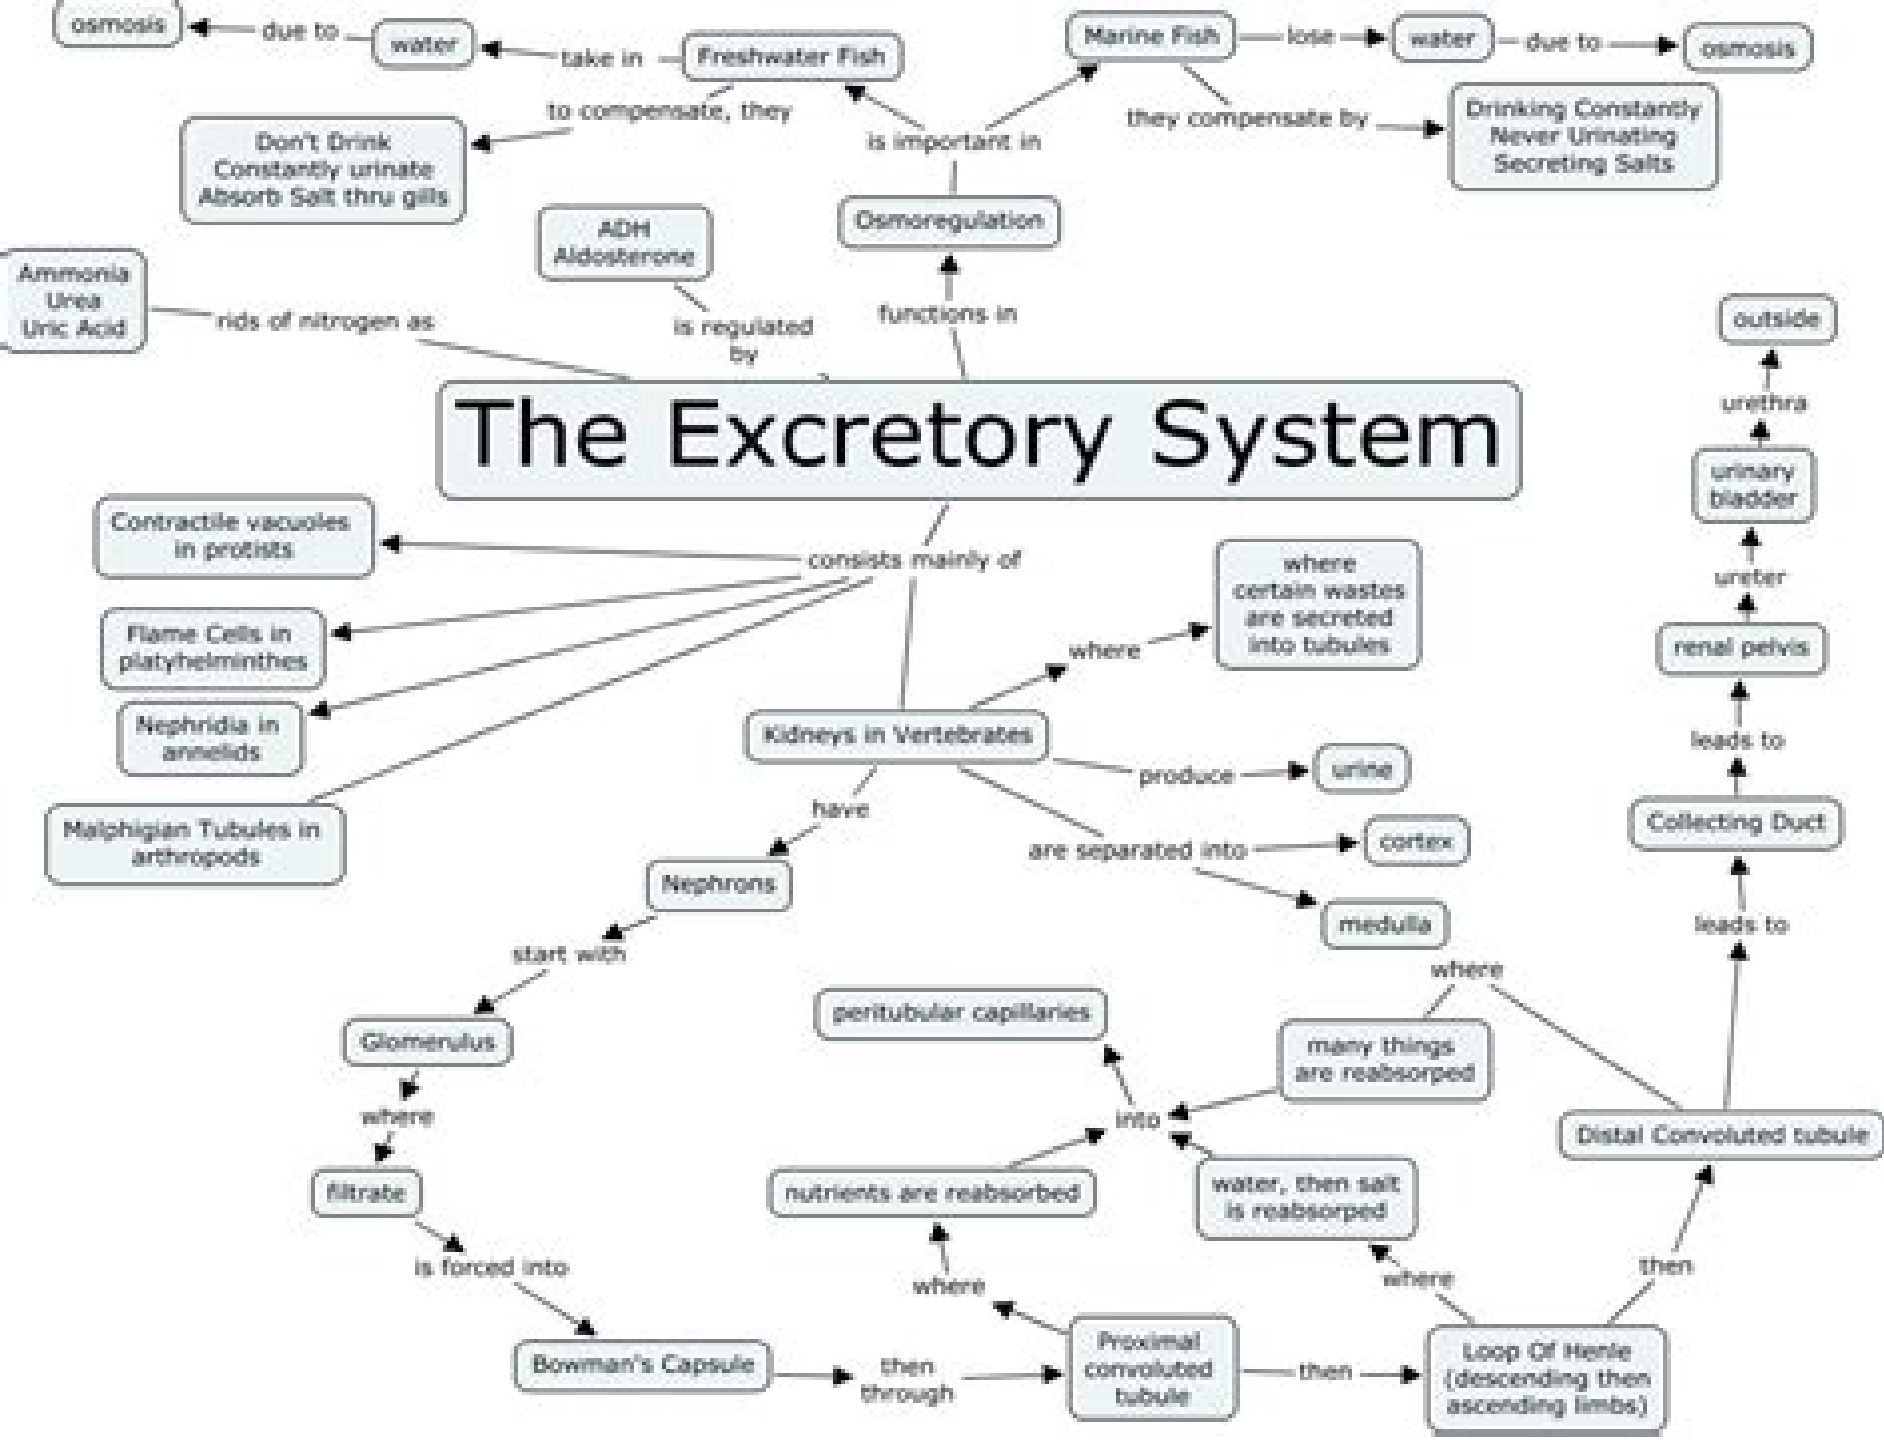 osmosis
due to
water
take in
Freshwater Fish
Marine Fish
lose
water
due to
osmosis
to compensate, they
Don't Drink
Constantly urinate
Absorb Salt thru gills
is important in
they compensate by
Drinking Constantly
Never Urinating
Secreting Salts
ADH
Aldosterone
Osmoregulation
Ammonia
Urea
Uric Acid
rids of nitrogen as
is regulated
by
functions in
outside
urethra
urinary
bladder
ureter
renal pelvis
leads to
Collecting Duct
leads to
The Excretory System
Contractile vacuoles
in protists
consists mainly of
Flame Cells in
platyhelminthes
Nephridia in
annelids
Malphigian Tubules in
arthropods
where
where
certain wastes
are secreted
into tubules
Kidneys in Vertebrates
produce
urine
have
are separated into
cortex
medulla
Nephrons
start with
Glomerulus
where
filtrate
is forced into
Bowman's Capsule
then
through
Proximal
convoluted
tubule
where
nutrients are reabsorbed
into
peritubular capillaries
many things
are reabsorped
where
water, then salt
is reabsorped
where
then
Loop Of Henle
(descending then
ascending limbs)
then
Distal Convoluted tubule